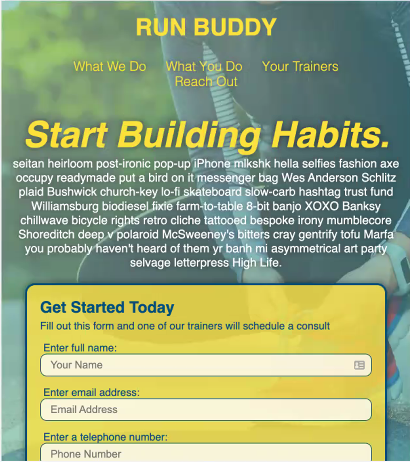 RUN BUDDY
What We Do What You Do Your Trainers
Reach Out
Start Building Habits.
seitan heirloom post-ironic pop-up iPhone mlkshk hella selfies fashion axe
occupy readymade put a bird on it messenger bag Wes Anderson Schlitz
plaid Bushwick church-key lo-fi skateboard slow-carb hashtag trust fund
Williamsburg biodiesel fixie farm-to-table 8-bit banjo XOXO Banksy
chillwave bicycle rights retro cliche tattooed bespoke irony mumblecore
Shoreditch deep v polaroid McSweeney's bitters cray gentrify tofu Marfa
you probably haven't heard of them yr banh mi asymmetrical art party
selvage letterpress High Life.
Get Started Today
Fill out this form and one of our trainers will schedule a consult
Enter full name:
Your Name
Enter email address:
Email Address
Enter a telephone number:
Phone Number